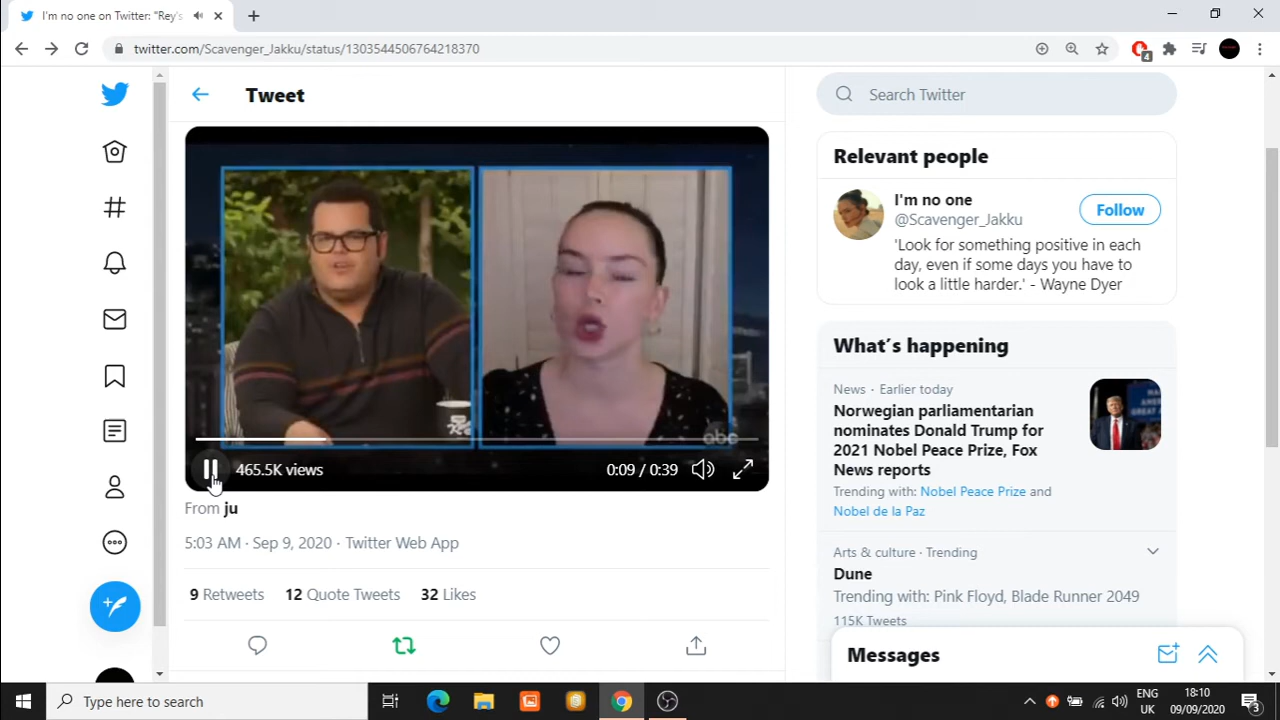 I'm no one on Twitter: "Rey's
twitter.com/Scavenger_Jakku/status/1303544506764218370
4
Tweet
Search Twitter
abc
465.5K views
0:09 / 0:39
From ju
5:03 AM · Sep 9, 2020 · Twitter Web App
9 Retweets 12 Quote Tweets 32 Likes
Relevant people
I'm no one
@Scavenger_Jakku
Follow
'Look for something positive in each
day, even if some days you have to
look a little harder.' - Wayne Dyer
What's happening
News · Earlier today
Norwegian parliamentarian
nominates Donald Trump for
2021 Nobel Peace Prize, Fox
News reports
Trending with: Nobel Peace Prize and
Nobel de la Paz
Arts & culture · Trending
Dune
Trending with: Pink Floyd, Blade Runner 2049
115K Tweets
Messages
Type here to search
ENG
UK
18:10
09/09/2020
3